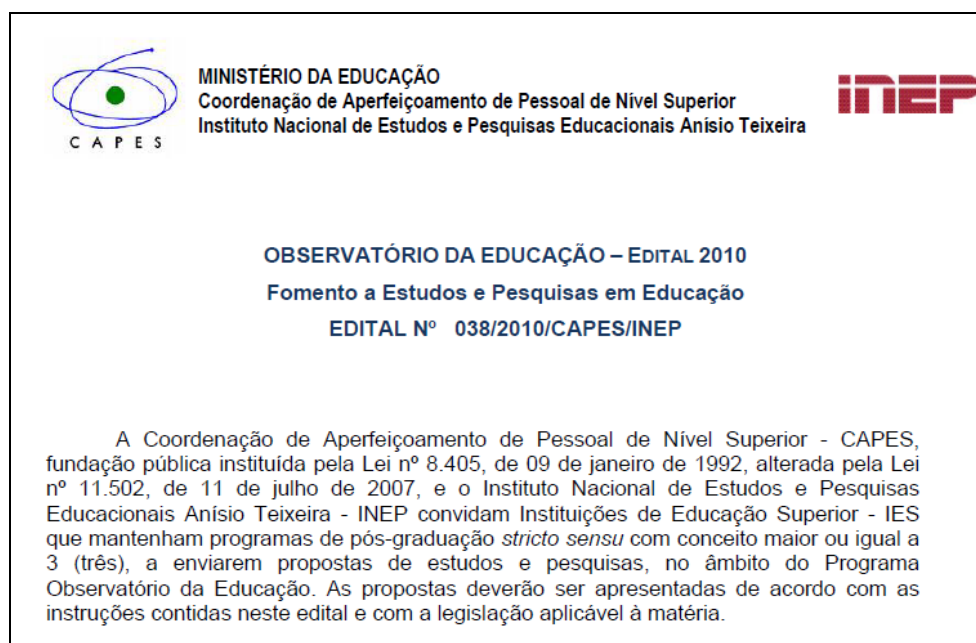 CAPES
MINISTÉRIO DA EDUCAÇÃO
Coordenação de Aperfeiçoamento de Pessoal de Nível Superior
Instituto Nacional de Estudos e Pesquisas Educacionais Anísio Teixeira
inep
OBSERVATÓRIO DA EDUCAÇÃO – EDITAL 2010
Fomento a Estudos e Pesquisas em Educação
EDITAL Nº 038/2010/CAPES/INEP
A Coordenação de Aperfeiçoamento de Pessoal de Nível Superior - CAPES,
fundação pública instituída pela Lei nº 8.405, de 09 de janeiro de 1992, alterada pela Lei
nº 11.502, de 11 de julho de 2007, e o Instituto Nacional de Estudos e Pesquisas
Educacionais Anísio Teixeira - INEP convidam Instituições de Educação Superior - IES
que mantenham programas de pós-graduação stricto sensu com conceito maior ou igual a
3 (três), a enviarem propostas de estudos e pesquisas, no âmbito do Programa
Observatório da Educação. As propostas deverão ser apresentadas de acordo com as
instruções contidas neste edital e com a legislação aplicável à matéria.